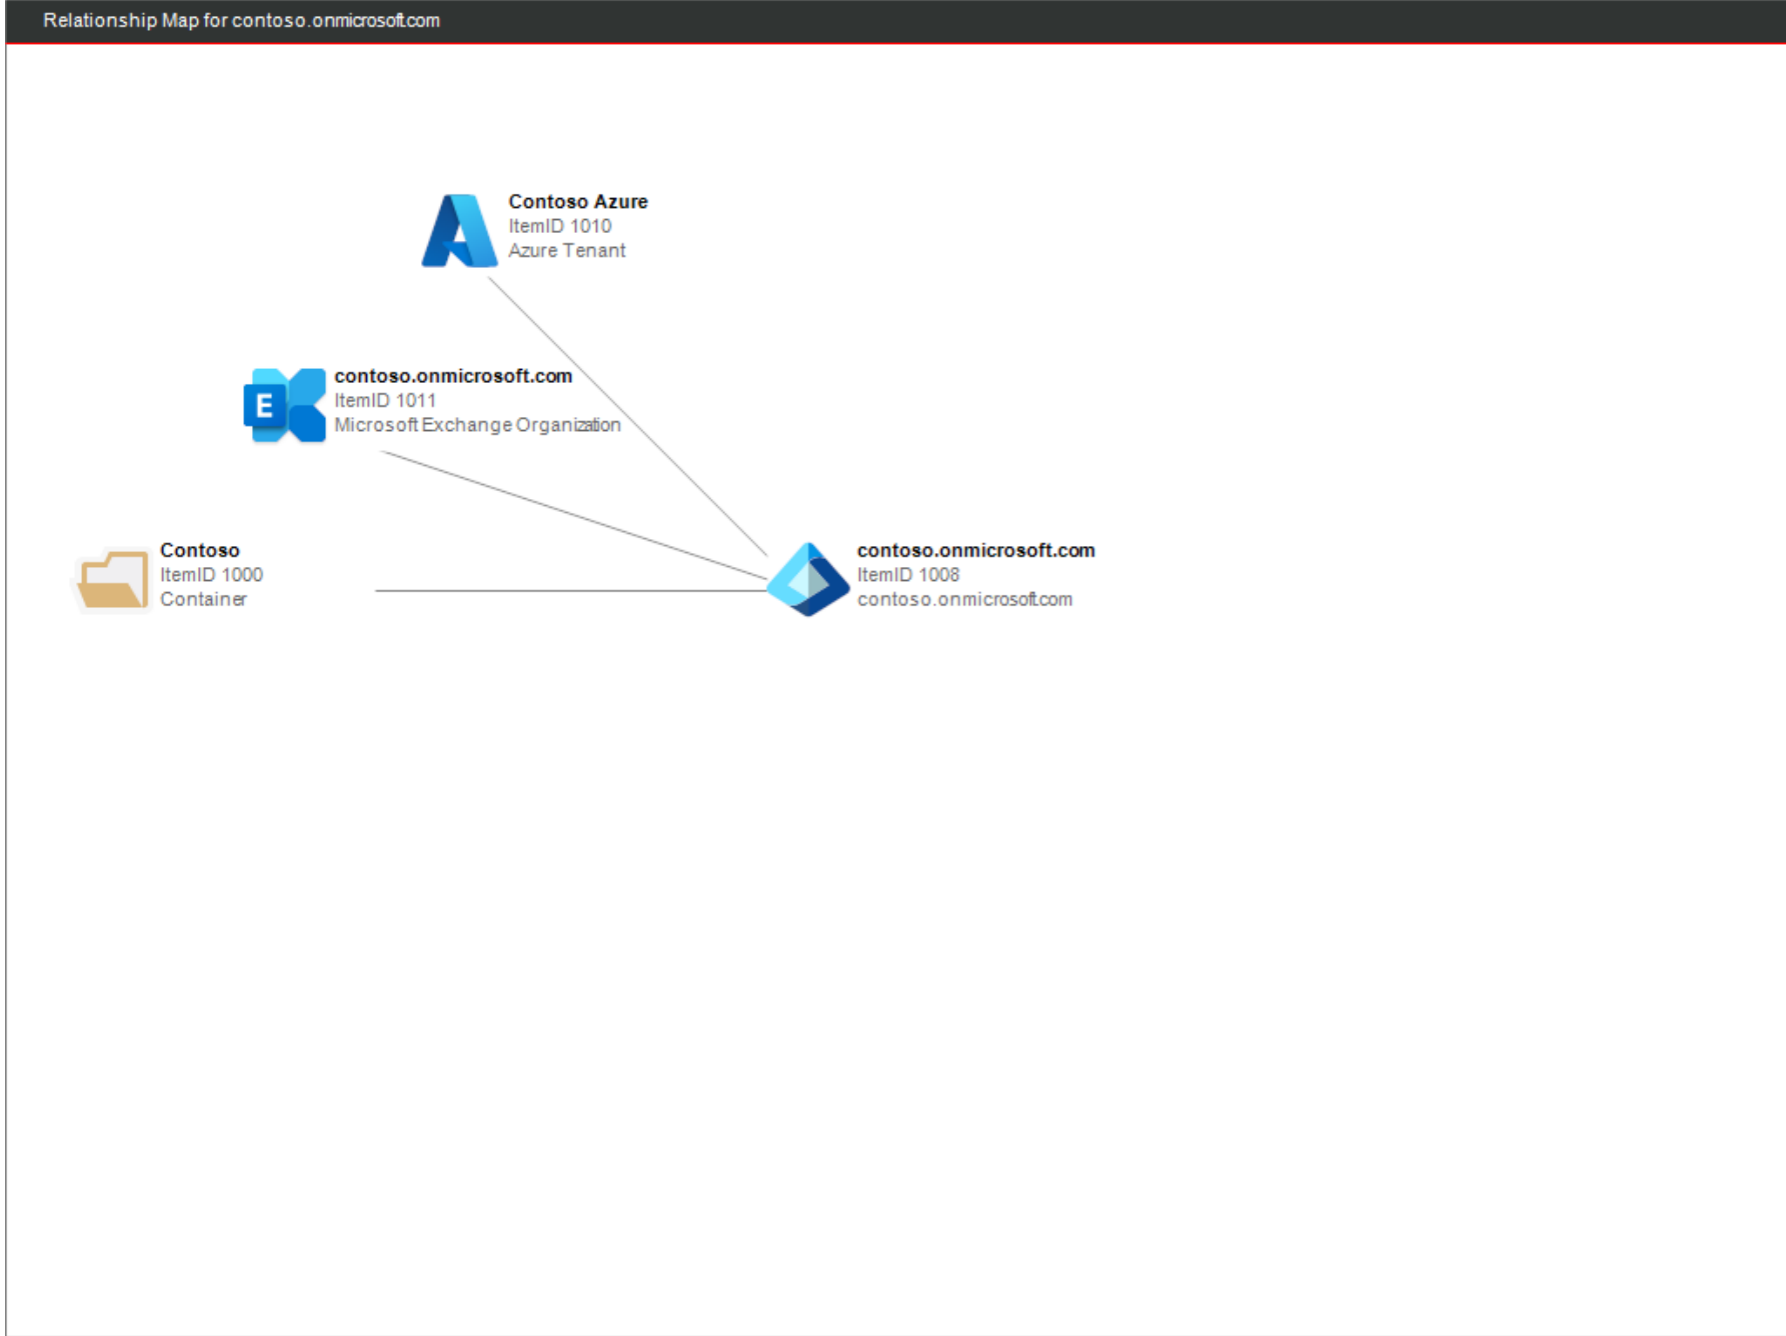 Relationship Map for contoso.onmicrosoft.com
Contoso Azure
ItemID 1010
Azure Tenant
contoso.onmicrosoft.com
ItemID 1011
Microsoft Exchange Organization
E
Contoso
ItemID 1000
Container
contoso.onmicrosoft.com
ItemID 1008
contoso.onmicrosoft.com